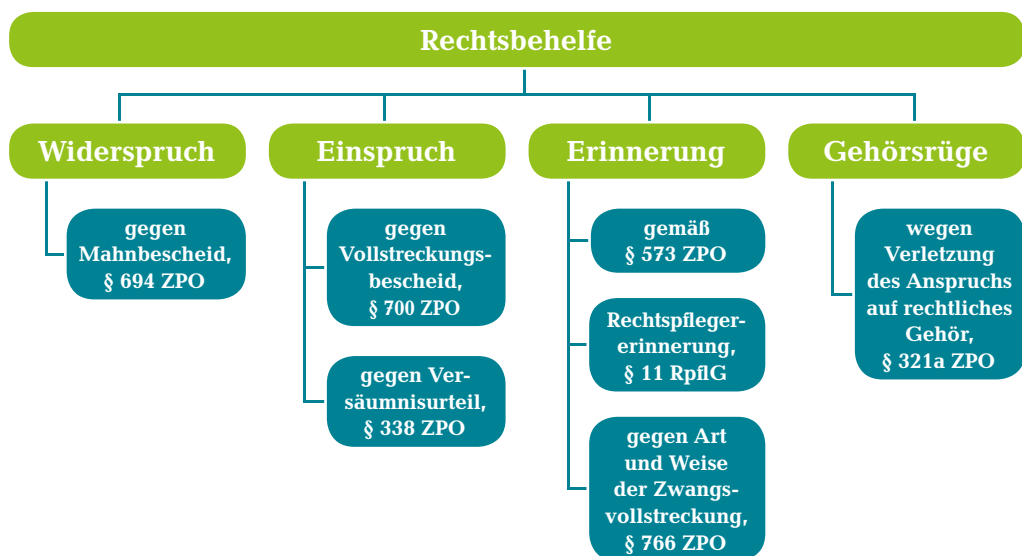 Rechtsbehelfe
Widerspruch
gegen
Mahnbescheid,
§ 694 ZPO
Einspruch
gegen
Vollstreckungs-
bescheid,
§ 700 ZPO
gegen Ver-
säumnisurteil,
§ 338 ZPO
Erinnerung
gemäß
§ 573 ZPO
Rechtspfleger-
erinnerung,
§ 11 RpflG
gegen Art
und Weise
der Zwangs-
vollstreckung,
§ 766 ZPO
Gehörsrüge
wegen
Verletzung
des Anspruchs
auf rechtliches
Gehör,
§ 321a ZPO